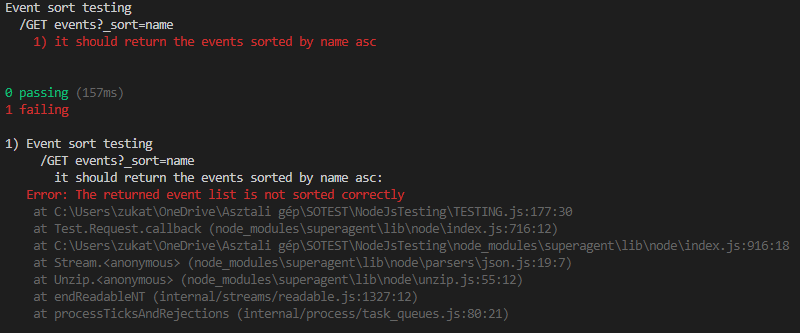 Event sort testing
/GET events?_sort=name
1) it should return the events sorted by name asc
0 passing (157ms)
1 failing
1) Event sort testing
/GET events?_sort=name
it should return the events sorted by name asc:
Error: The returned event list is not sorted correctly
at C:\Users\zukat\OneDrive\Asztali gép\SOTEST\NodeJsTesting\TESTING.js:177:30
at Test.Request.callback (node_modules\superagent\lib\node\index.js:716:12)
at C:\Users\zukat\OneDrive\Asztali gép\SOTEST\NodeJsTesting\node_modules\superagent\lib\node\index.js:916:18
at Stream.<anonymous> (node_modules\superagent\lib\node\parsers\json.js:19:7)
at Unzip.<anonymous> (node_modules\superagent\lib\node\unzip.js:55:12)
at endReadableNT (internal/streams/readable.js:1327:12)
at processTicksAndRejections (internal/process/task_queues.js:80:21)